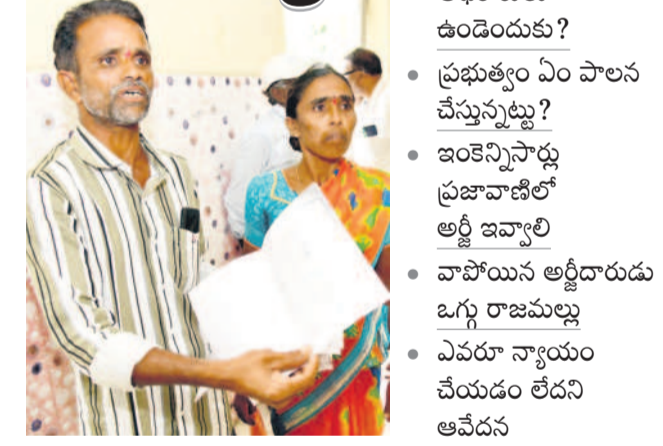 ఉండెందుకు?
ప్రభుత్వం ఏం పాలన
చేస్తున్నట్టు?
ఇంకెన్నిసార్లు
ప్రజావాణిలో
అర్జీ ఇవ్వాలి
వాపోయిన అర్జీదారుడు
ఒగ్గు రాజమల్లు
ఎవరూ న్యాయం
చేయడం లేదని
ఆవేదన